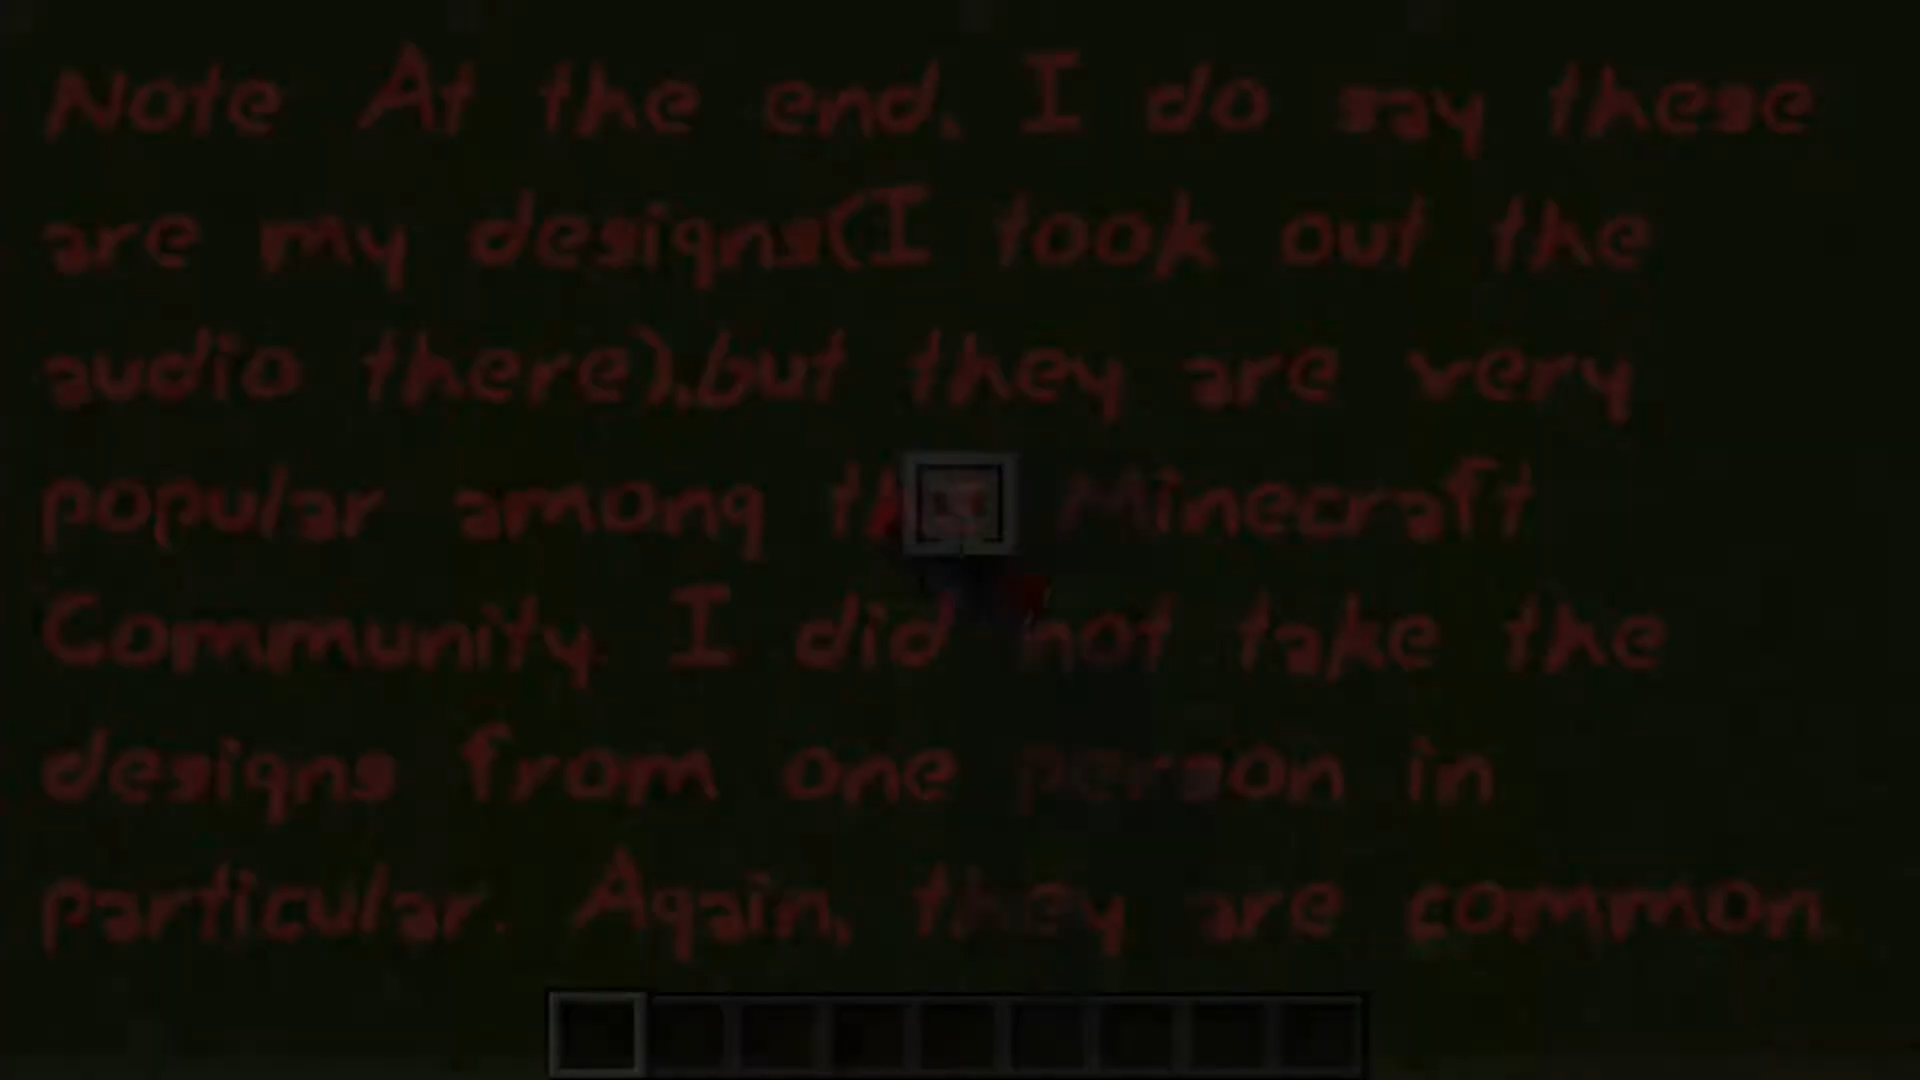 Note At the end, I do say these
are my designs(I took out the
audio there),but they are very
popular among the Minecraft
Community I did not take the
designs from one person in
particular. Again, they are common